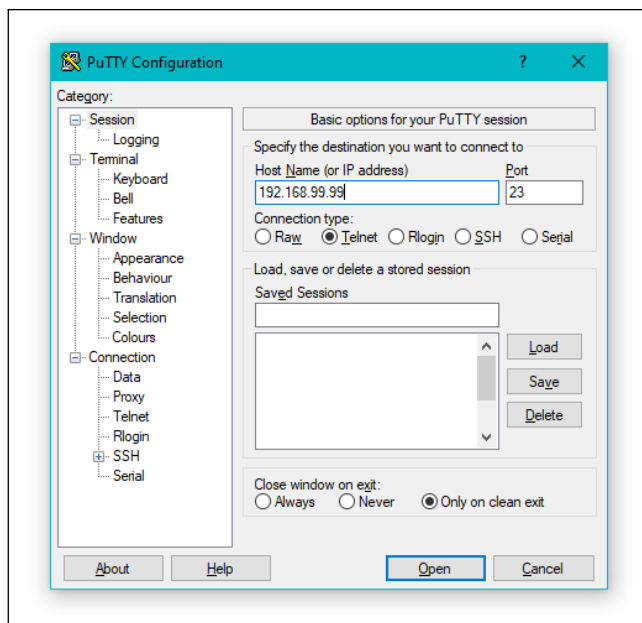 PuTTY Configuration
?
Category:
Session
Logging
Terminal
Keyboard
Bell
Features
Window
Appearance
Behaviour
Translation
Selection
Colours
Connection
Data
Proxy
Telnet
Rlogin
SSH
Serial
Basic options for your PuTTY session
Specify the destination you want to connect to
Host Name (or IP address) Port
192.168.99.99 23
Connection type:
Raw Telnet Rlogin SSH Serial
Load, save or delete a stored session
Saved Sessions
Load
Save
Delete
Close window on exit:
Always Never Only on clean exit
About Help Open Cancel